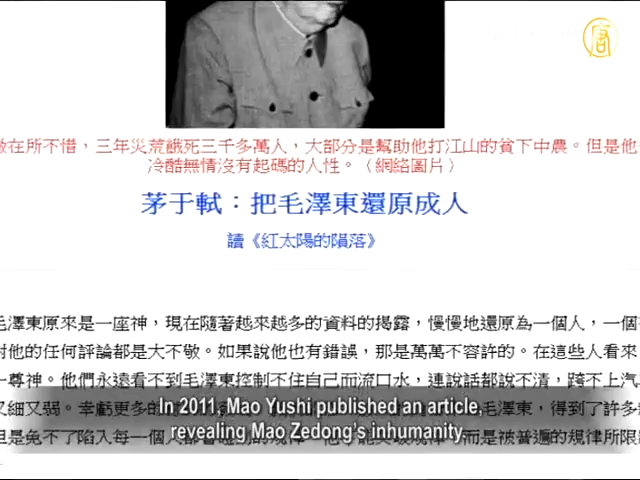 敵在所不惜，三年災荒餓死三千多萬人，大部分是幫助他打江山的貧下中農。但是他
冷酷無情沒有起碼的人性。（網絡圖片）
茅于軾：把毛澤東還原成人
讀《紅太陽的隕落》
毛澤東原來是一座神，現在隨著越來越多的資料的揭露，慢慢地還原為一個人，一個
對他的任何評論都是大不敬。如果說他也有錯誤，那是萬萬不容許的。在這些人看來
一尊神。他們永遠看不到毛澤東控制不住自己而流口水，連說話都說不清，跨不上汽
又細又弱。幸虧更多的 毛澤東，得到了許多
但是免不了陷入每一個人都 的規律 而是被普遍的規律所限
In 2011, Mao Yushi published an article,
revealing Mao Zedong's inhumanity.